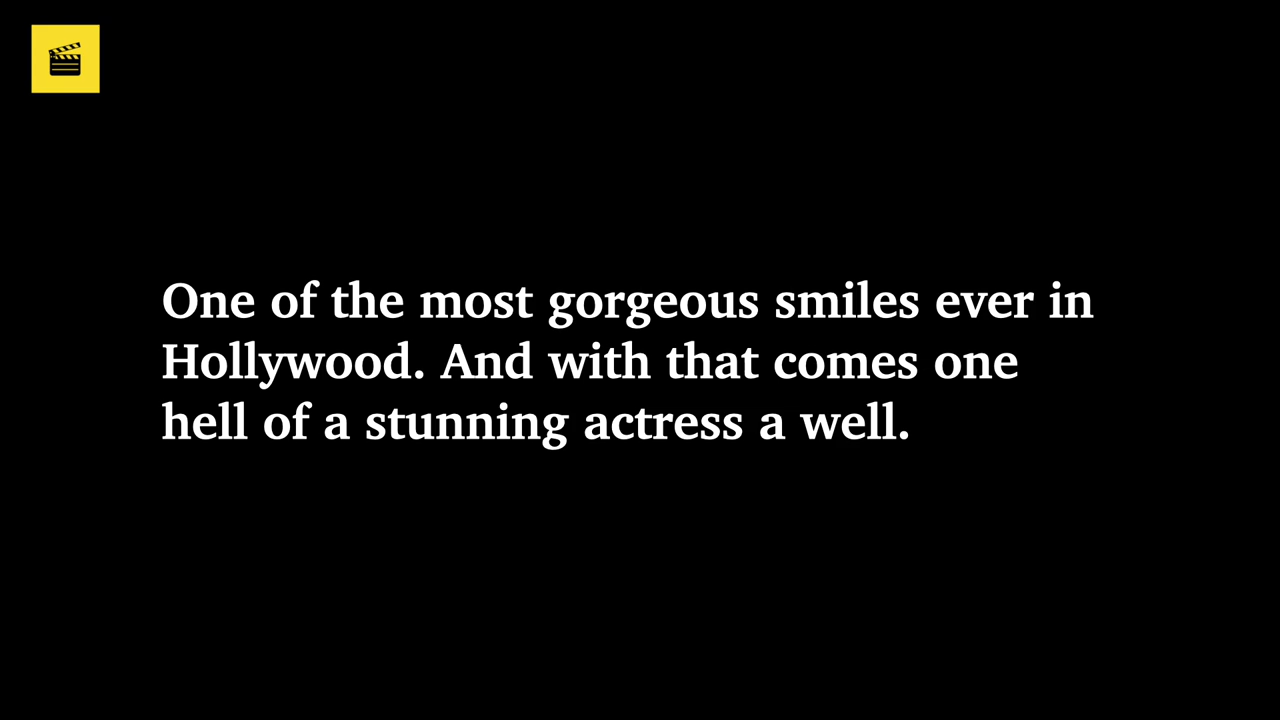 One of the most gorgeous smiles ever in
Hollywood. And with that comes one
hell of a stunning actress a well.